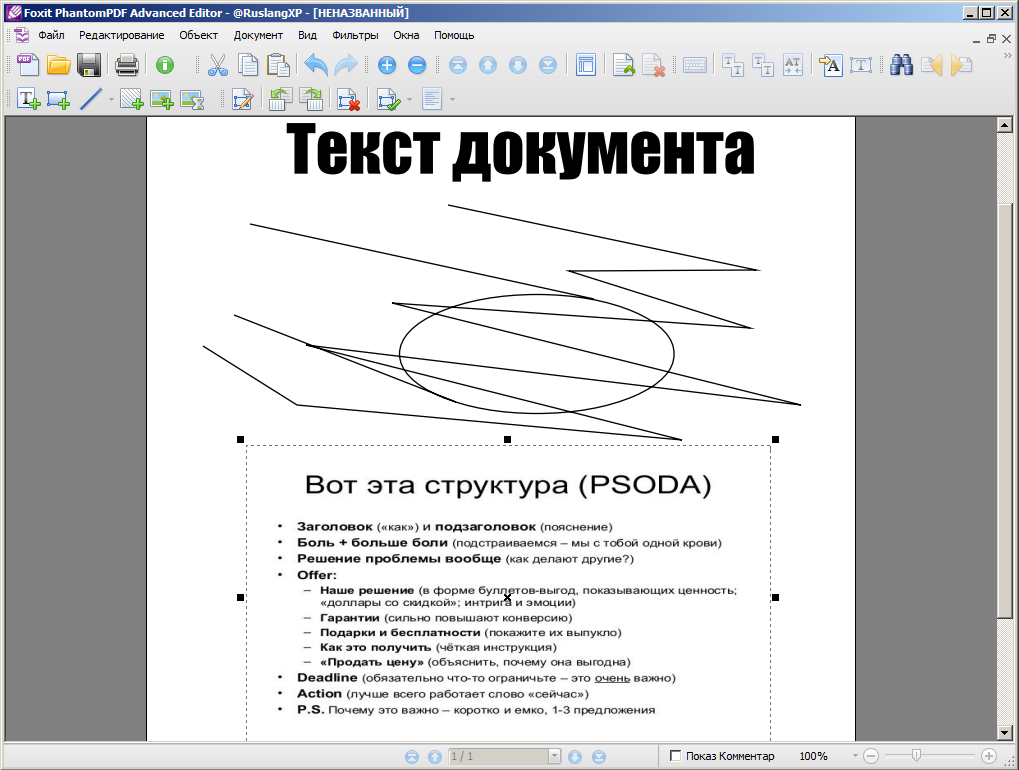 Foxit PhantomPDF Advanced Editor - @RuslangXP - [НЕНАЗВАННЫЙ]
Файл Редактирование Объект Документ Вид Фильтры Окна Помощь
Текст документа
Вот эта структура (PSODA)
• Заголовок («как») и подзаголовок (пояснение)
• Боль + больше боли (подстраиваемся – мы с тобой одной крови)
• Решение проблемы вообще (как делают другие?)
• Offer:
– Наше решение (в форме буллетов-выгод, показывающих ценность;
«доллары со скидкой»; интрига и эмоции)
– Гарантии (сильно повышают конверсию)
– Подарки и бесплатности (покажите их выпукло)
– Как это получить (чёткая инструкция)
– «Продать цену» (объяснить, почему она выгодна)
• Deadline (обязательно что-то ограничьте – это очень важно)
• Action (лучше всего работает слово «сейчас»)
• P.S. Почему это важно – коротко и емко, 1-3 предложения
1 / 1 Показ Комментар 100%